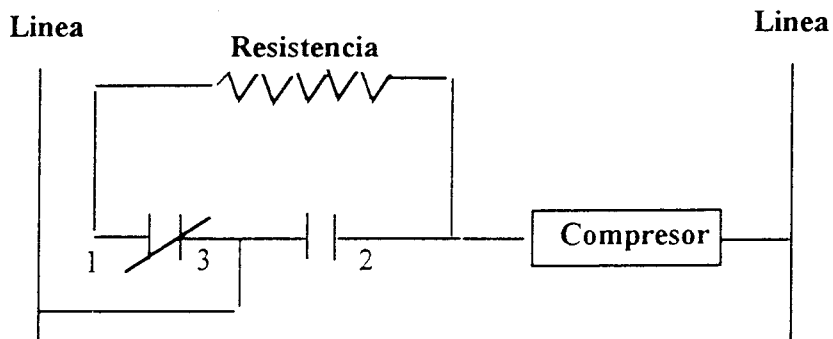 Linea
Linea
Resistencia
Compresor
1
3
2